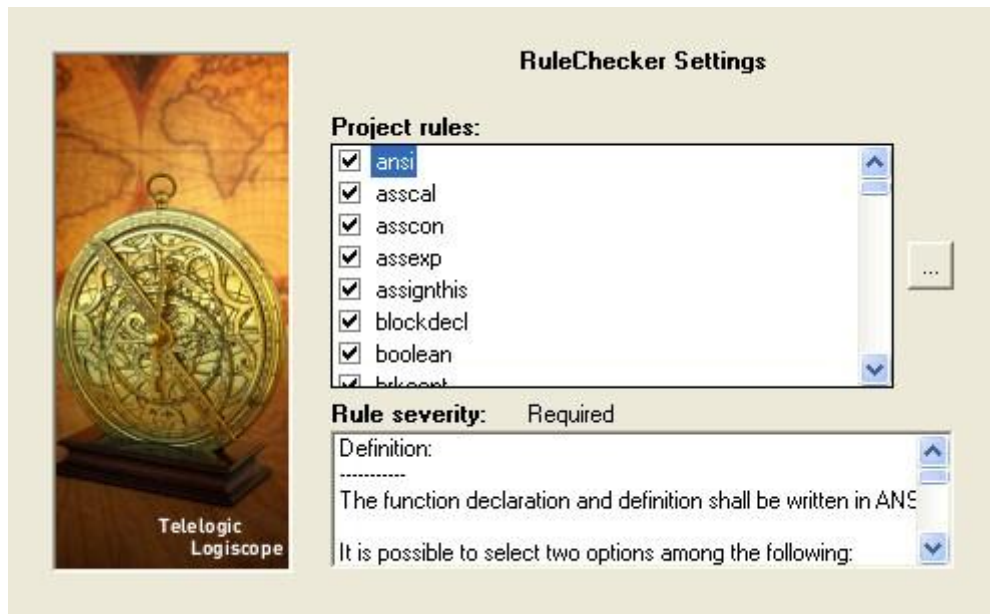 RuleChecker Settings
Project rules:
ansi
asscal
asscon
assexp
assignthis
blockdecl
boolean
...
Rule severity: Required
Definition:
-----------
The function declaration and definition shall be written in ANS
It is possible to select two options among the following:
Telelogic
Logiscope